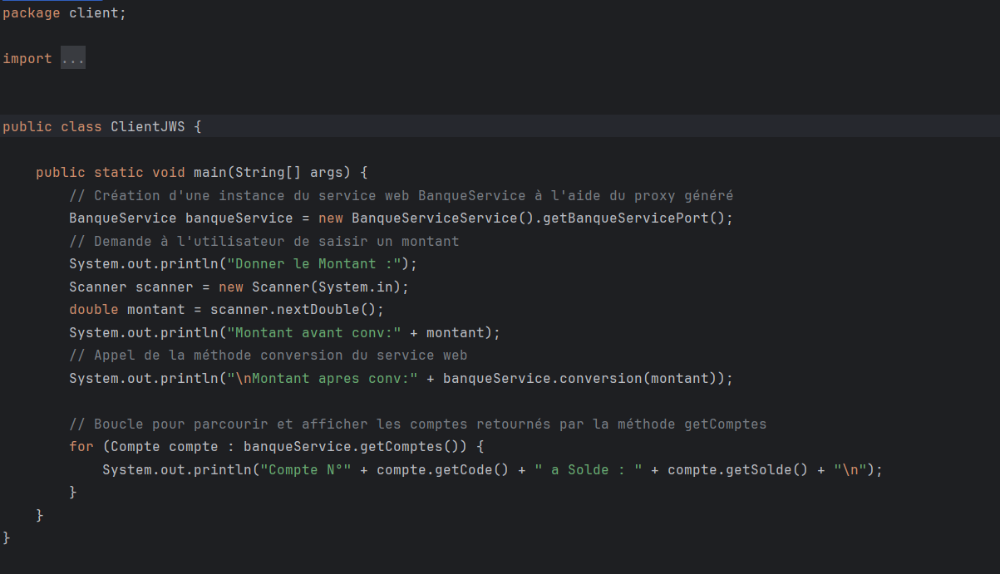 package client;
import ...
public class ClientJWS {
public static void main(String[] args) {
// Création d'une instance du service web BanqueService à l'aide du proxy généré
BanqueService banqueService = new BanqueServiceService().getBanqueServicePort();
// Demande à l'utilisateur de saisir un montant
System.out.println("Donner le Montant :");
Scanner scanner = new Scanner(System.in);
double montant = scanner.nextDouble();
System.out.println("Montant avant conv:" + montant);
// Appel de la méthode conversion du service web
System.out.println("\nMontant apres conv:" + banqueService.conversion(montant));
// Boucle pour parcourir et afficher les comptes retournés par la méthode getComptes
for (Compte compte : banqueService.getComptes()) {
System.out.println("Compte N°" + compte.getCode() + " a Solde : " + compte.getSolde() + "\n");
}
}
}